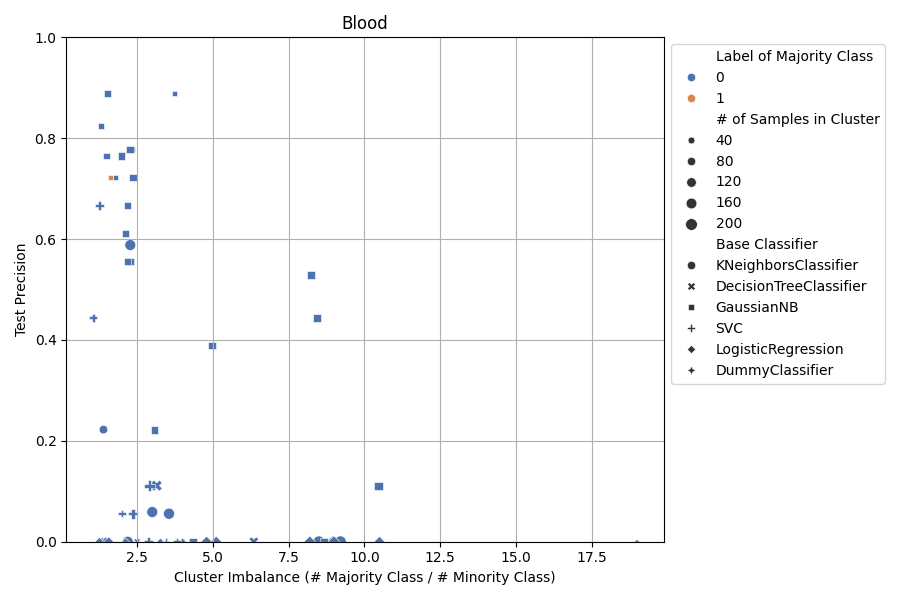 Blood
1.0
0.8
0.6
0.4
0.2
0.0
Test Precision
2.5 5.0 7.5 10.0 12.5 15.0 17.5
Cluster Imbalance (# Majority Class / # Minority Class)
Label of Majority Class
0
1
# of Samples in Cluster
40
80
120
160
200
Base Classifier
KNeighborsClassifier
DecisionTreeClassifier
GaussianNB
SVC
LogisticRegression
DummyClassifier